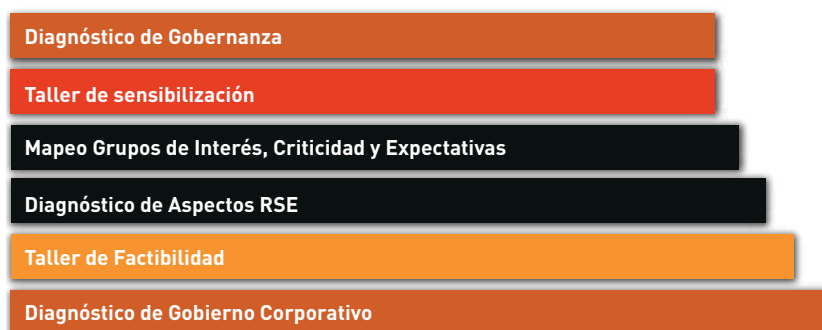 Diagnóstico de Gobernanza
Taller de sensibilización
Mapeo Grupos de Interés, Criticidad y Expectativas
Diagnóstico de Aspectos RSE
Taller de Factibilidad
Diagnóstico de Gobierno Corporativo